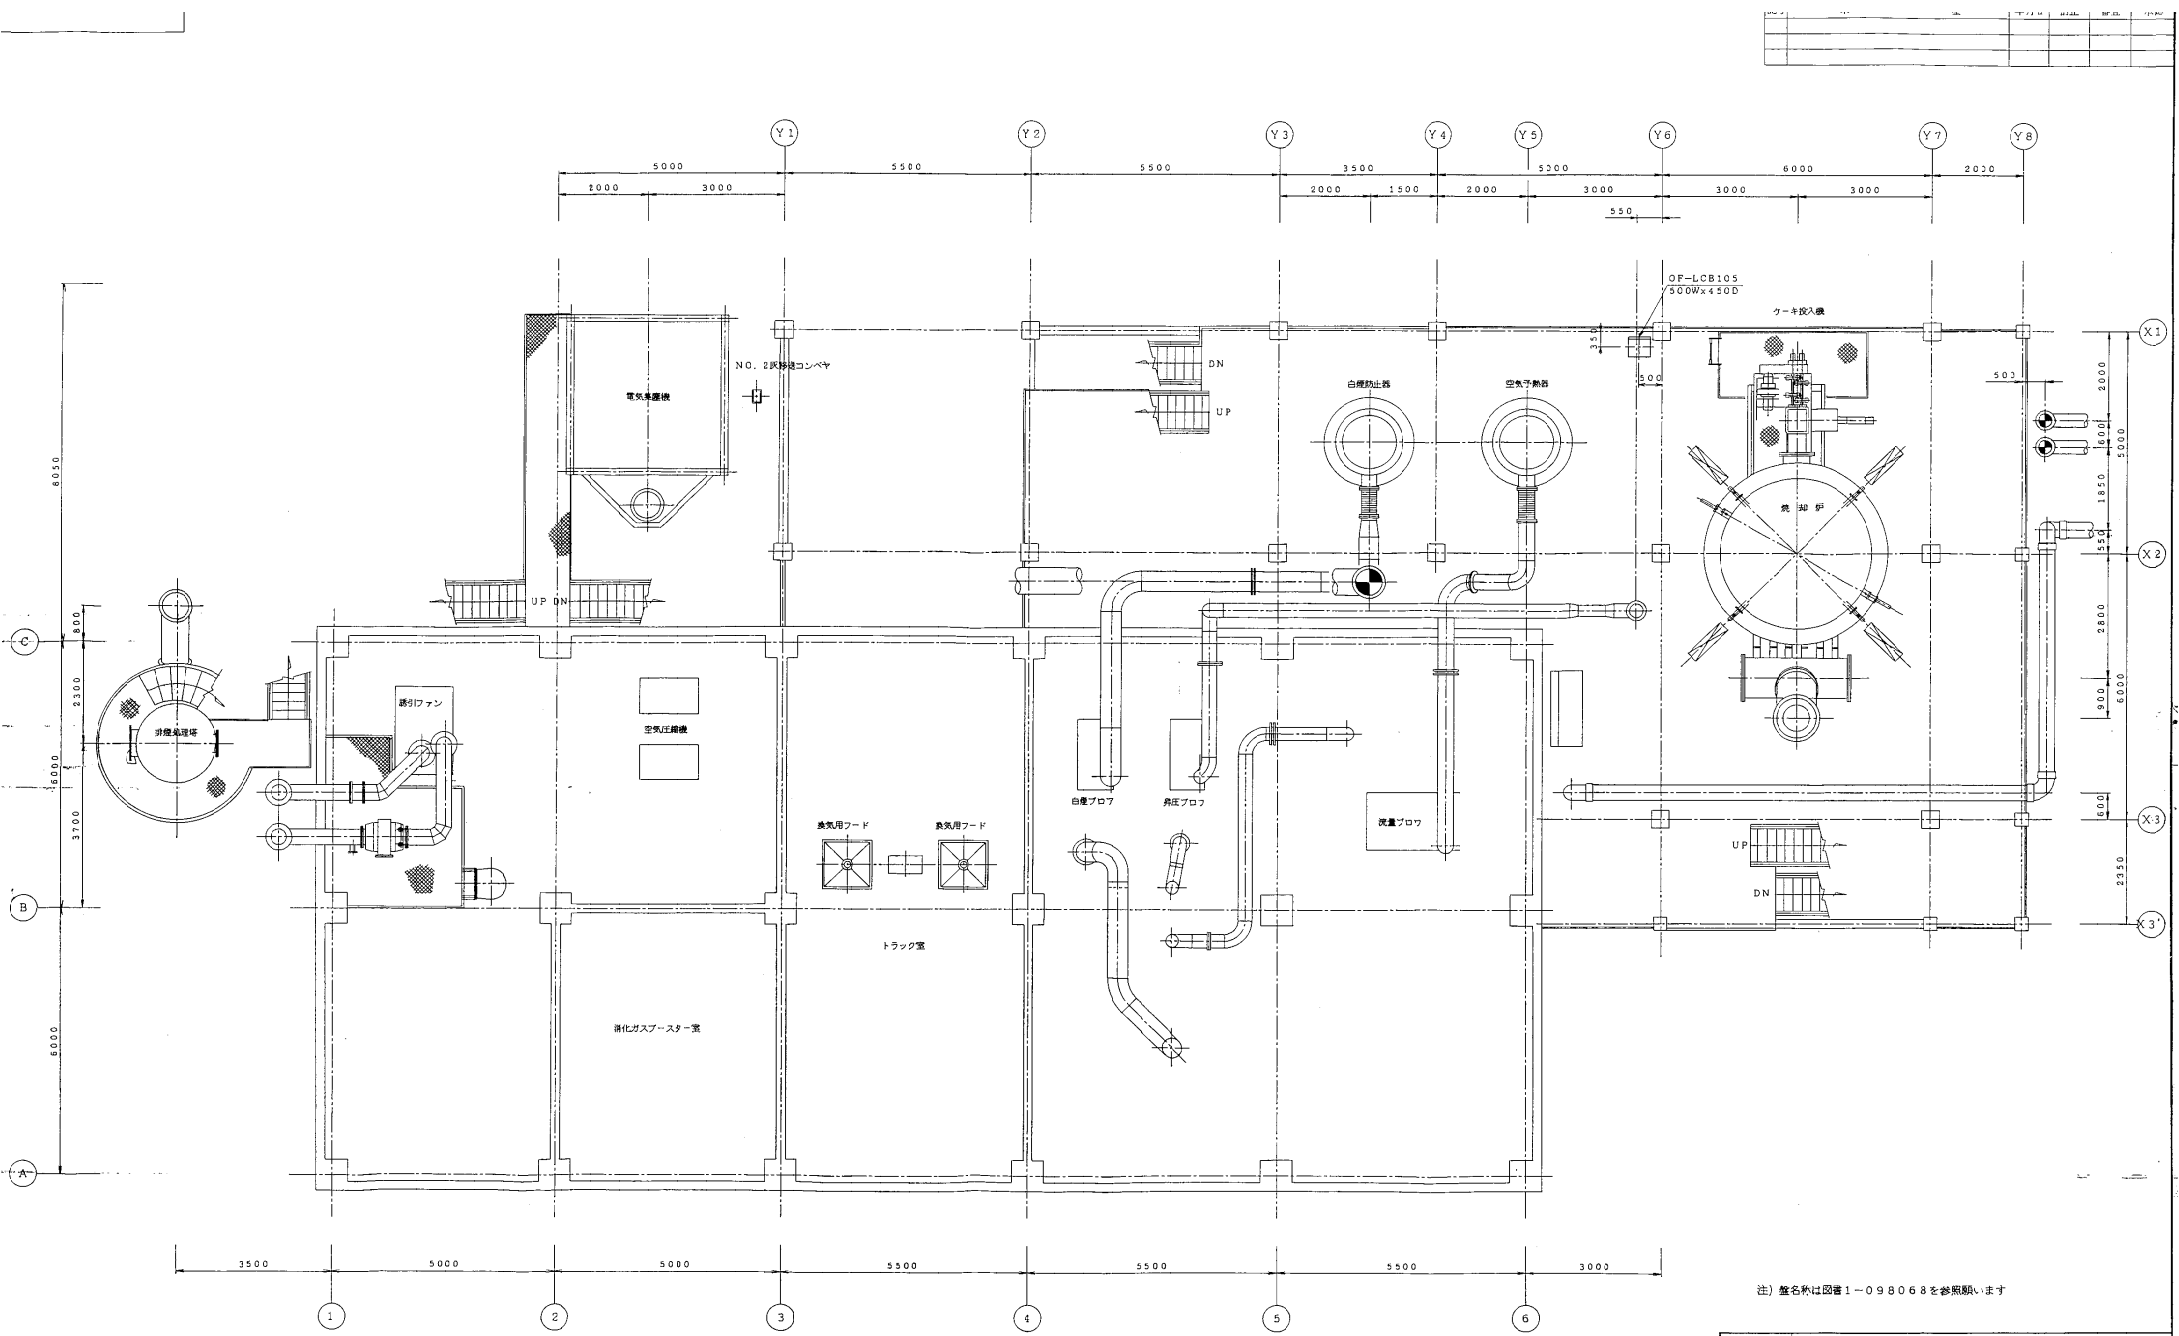 Y1 Y2 Y3 Y4 Y5 Y6 Y7 Y8
5000 5500 5500 3500 5000 6000 2000
2000 3000 2000 1500 2000 3000 3000 3000
550
OF-LCB105
500W×450D
ケーキ投入機
X1
350
NO. 2灰移送コンベヤ
DN
白煙防止器
空気予熱器
500
500
2000
電気集塵機
UP
600
5000
8050
1850
焼却炉
550
X2
UP DN
800
C
2800
2300
誘引ファン
900
6000
排煙処理塔
空気圧縮機
6000
白煙ブロワ
昇圧ブロワ
600
3700
換気用フード
換気用フード
流量ブロワ
X3
UP
2350
DN
B
X3'
トラック室
消化ガスブースター室
6000
A
3500 5000 5000 5500 5500 5500 3000
注) 盤名称は図書1-098068を参照願います
1 2 3 4 5 6